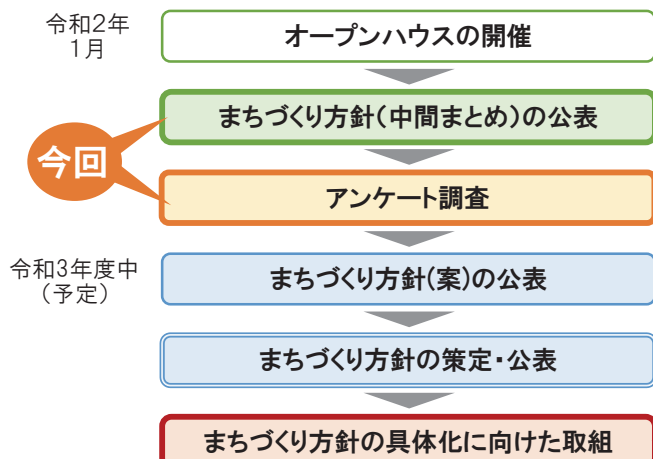 令和2年
1月
オープンハウスの開催
まちづくり方針(中間まとめ)の公表
今回
アンケート調査
令和3年度中
(予定)
まちづくり方針(案)の公表
まちづくり方針の策定・公表
まちづくり方針の具体化に向けた取組